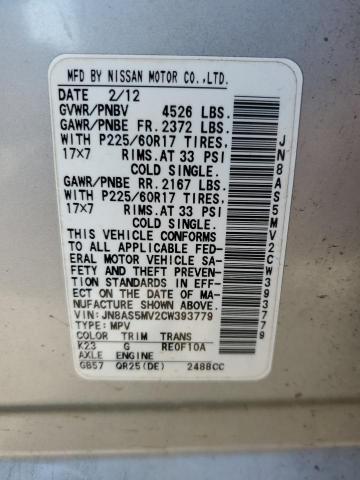 MFD BY NISSAN MOTOR CO.,LTD.
DATE 2/12
GVWR/PNBV 4526 LBS.
GAWR/PNBE FR. 2372 LBS.
WITH P225/60R17 TIRES,
17X7 RIMS.AT 33 PSI
COLD SINGLE.
GAWR/PNBE RR. 2167 LBS.
WITH P225/60R17 TIRES,
17X7 RIMS.AT 33 PSI
COLD SINGLE.
THIS VEHICLE CONFORMS
TO ALL APPLICABLE FED-
ERAL MOTOR VEHICLE SA-
FETY AND THEFT PREVENTION
STANDARDS IN EFF-
ECT ON THE DATE OF MA-
NUFACTURE SHOWN ABOVE.
VIN: JN8AS5MV2CW393779
TYPE: MPV
COLOR TRIM TRANS
K23 G RE0F10A
AXLE ENGINE
GB57 QR25(DE) 2488CC
JN8AS5MV2CW393779